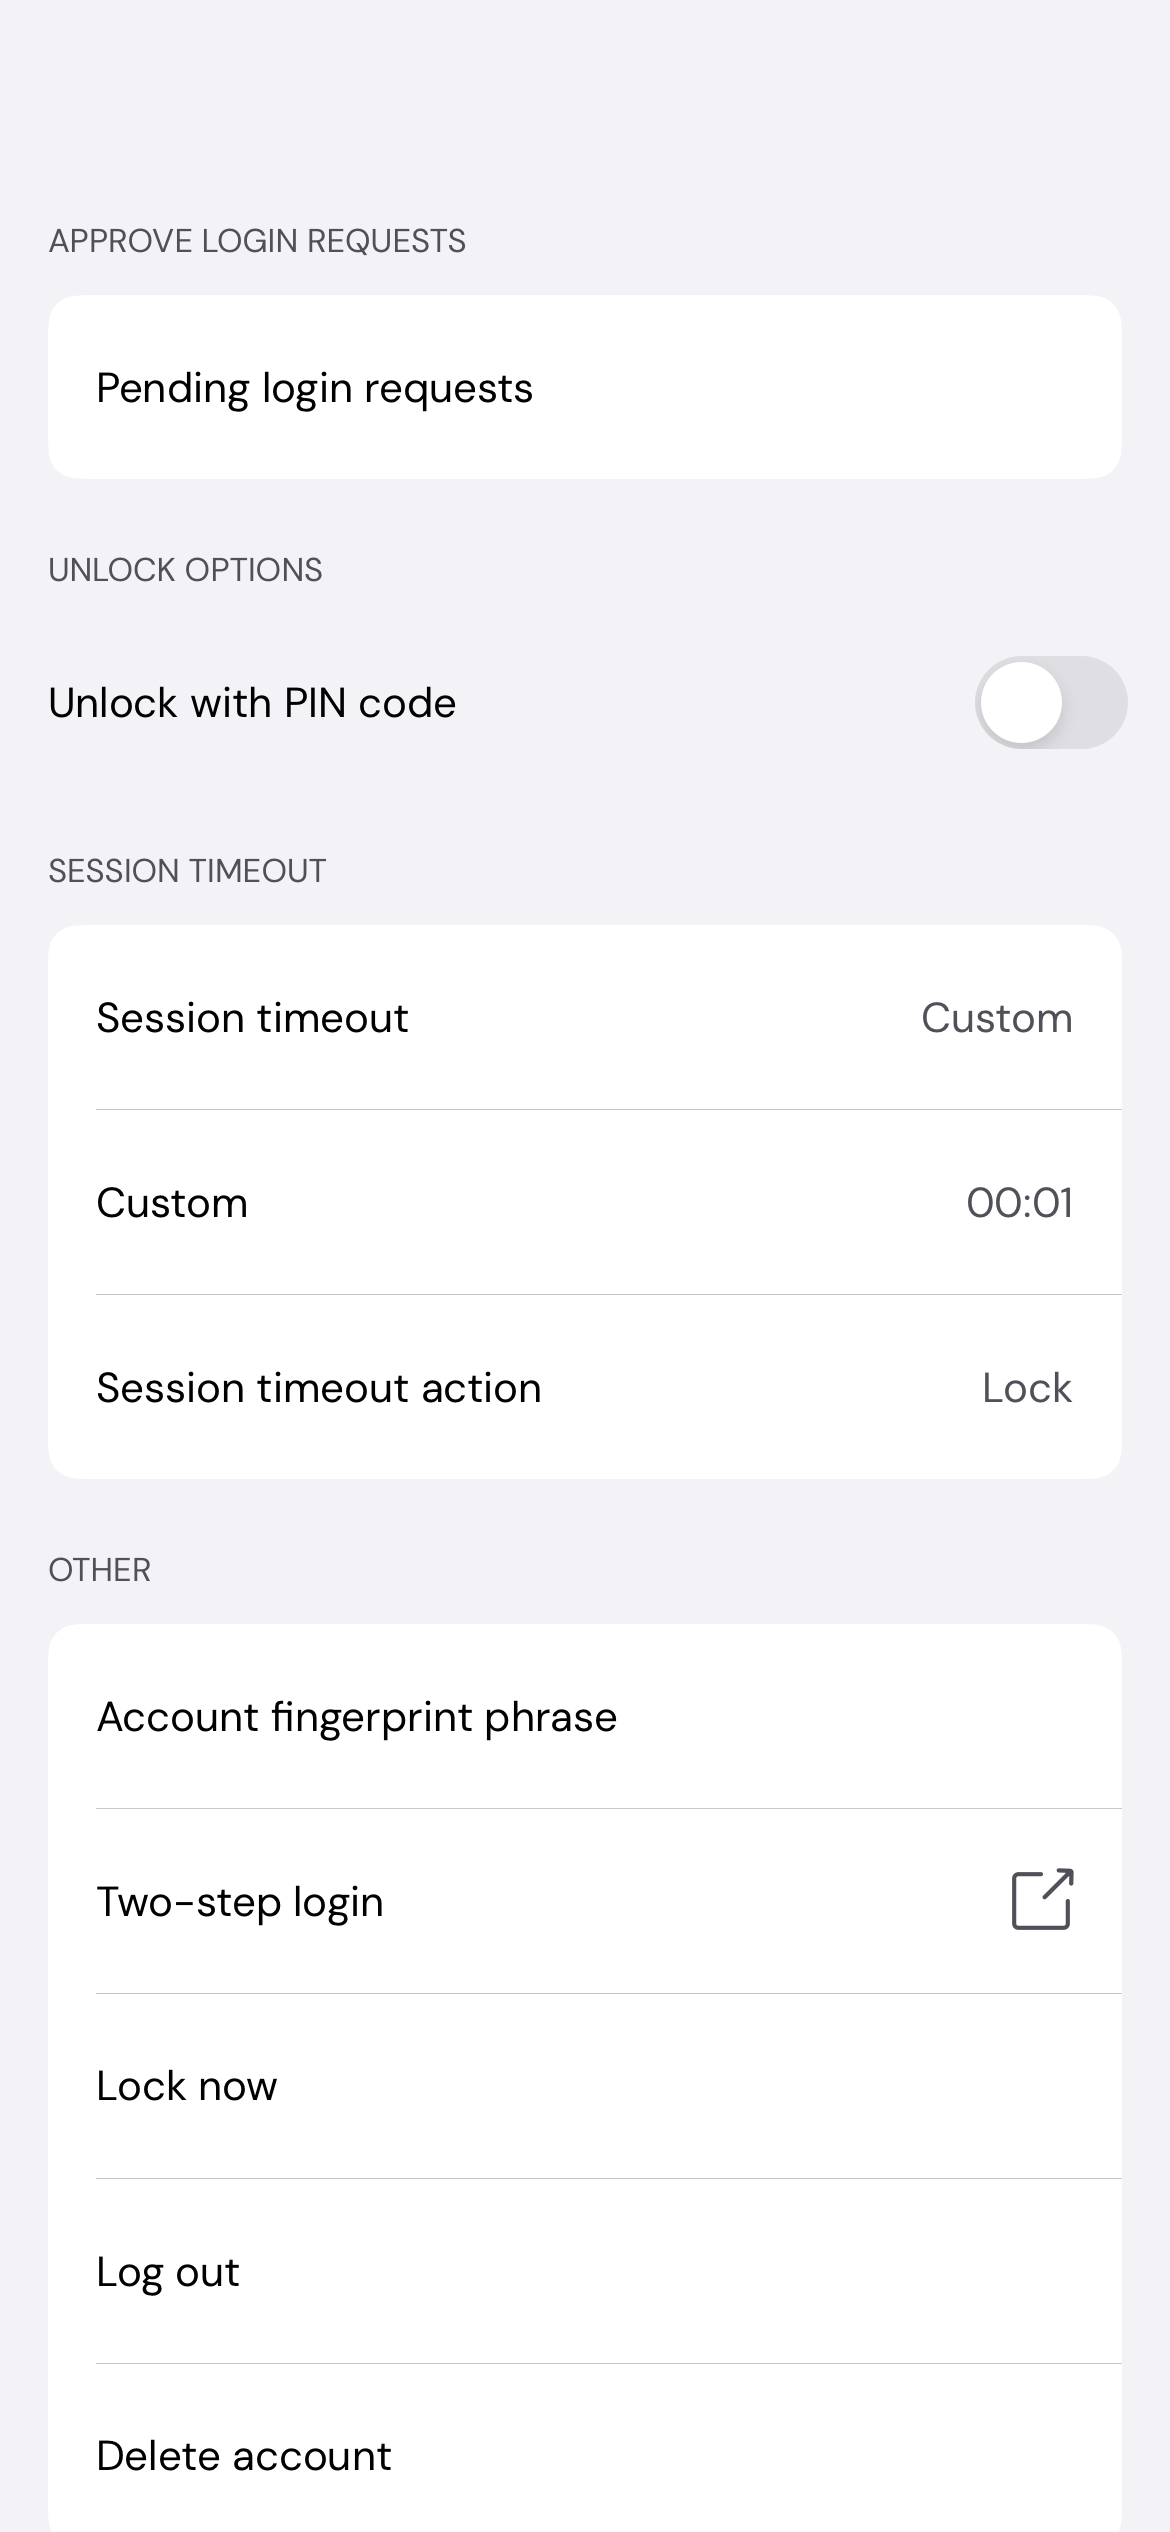 APPROVE LOGIN REQUESTS
Pending login requests
UNLOCK OPTIONS
Unlock with PIN code
SESSION TIMEOUT
Session timeout Custom
Custom 00:01
Session timeout action Lock
OTHER
Account fingerprint phrase
Two-step login
Lock now
Log out
Delete account